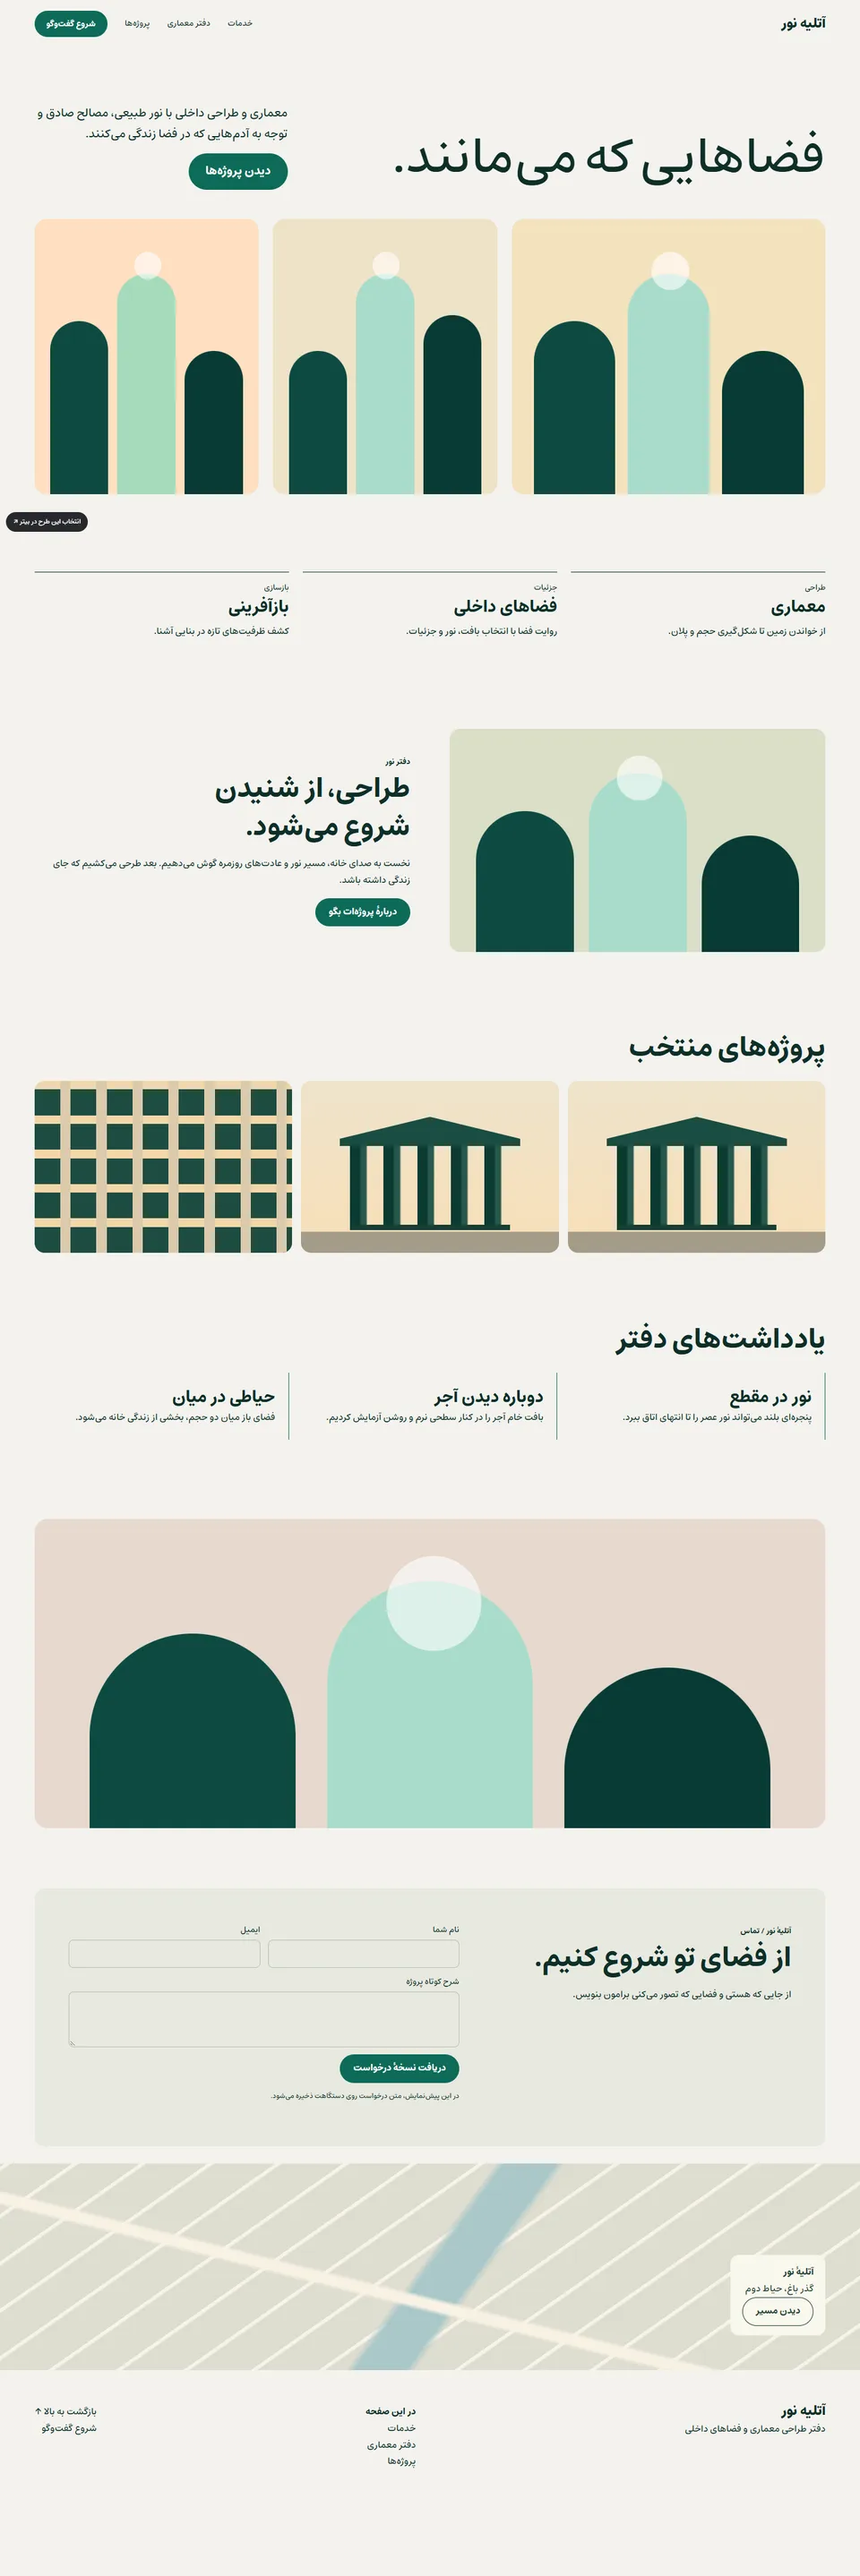 آتلیه نور
خدمات
دفتر معماری
پروژه‌ها
شروع گفت‌وگو
فضاهایی که می‌مانند.
معماری و طراحی داخلی با نور طبیعی، مصالح صادق و
توجه به آدم‌هایی که در فضا زندگی می‌کنند.
دیدن پروژه‌ها
انتخاب این طرح در بیتر ↗
طراحی
معماری
از خواندن زمین تا شکل‌گیری حجم و پلان.
جزئیات
فضاهای داخلی
روایت فضا با انتخاب بافت، نور و جزئیات.
بازسازی
بازآفرینی
کشف ظرفیت‌های تازه در بنایی آشنا.
دفتر نور
طراحی، از شنیدن
شروع می‌شود.
نخست به صدای خانه، مسیر نور و عادت‌های روزمره گوش می‌دهیم. بعد طرحی می‌کشیم که جای
زندگی داشته باشد.
دربارهٔ پروژه‌ات بگو
پروژه‌های منتخب
یادداشت‌های دفتر
نور در مقطع
پنجره‌ای بلند می‌تواند نور عصر را تا انتهای اتاق ببرد.
دوباره دیدن آجر
بافت خام آجر را در کنار سطحی نرم و روشن آزمایش کردیم.
حیاطی در میان
فضای باز میان دو حجم، بخشی از زندگی خانه می‌شود.
آتلیهٔ نور / تماس
از فضای تو شروع کنیم.
از جایی که هستی و فضایی که تصور می‌کنی برامون بنویس.
نام شما
ایمیل
شرح کوتاه پروژه
دریافت نسخهٔ درخواست
در این پیش‌نمایش، متن درخواست روی دستگاهت ذخیره می‌شود.
آتلیهٔ نور
گذر باغ، حیاط دوم
دیدن مسیر
آتلیه نور
دفتر طراحی معماری و فضاهای داخلی
در این صفحه
خدمات
دفتر معماری
پروژه‌ها
بازگشت به بالا ↑
شروع گفت‌وگو